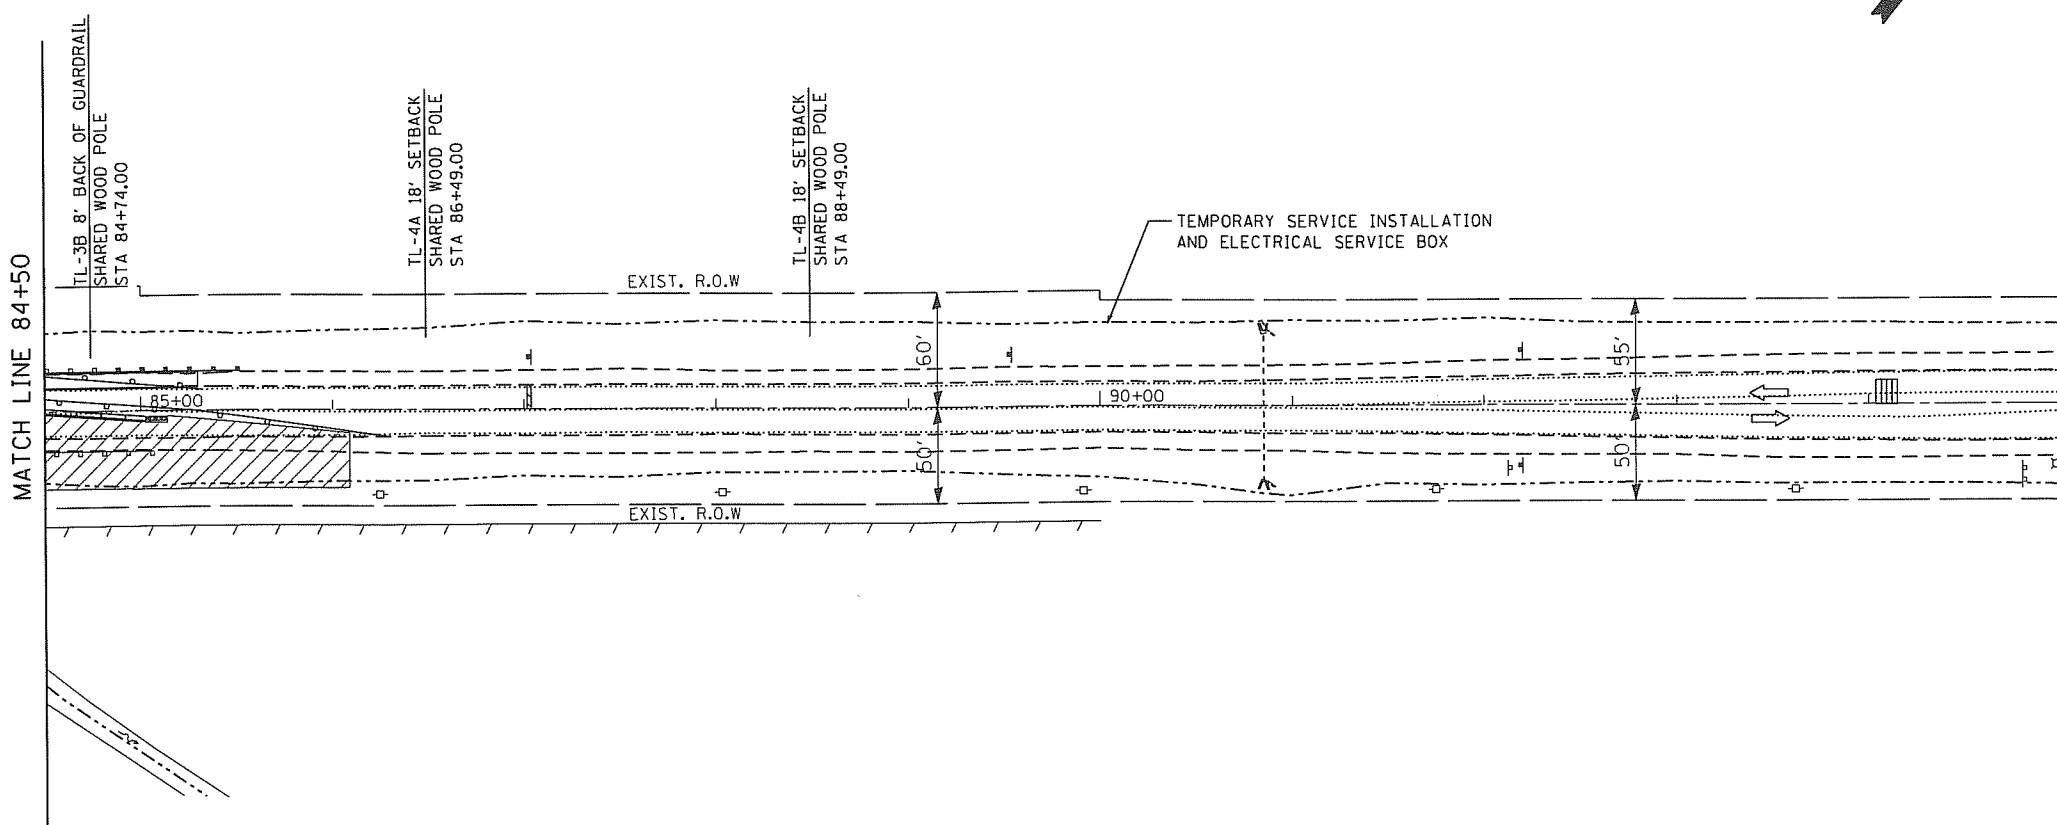 MATCH LINE 84+50
TL-3B 8' BACK OF GUARDRAIL
SHARED WOOD POLE
STA 84+74.00
TL-4A 18' SETBACK
SHARED WOOD POLE
STA 86+49.00
TL-4B 18' SETBACK
SHARED WOOD POLE
STA 88+49.00
TEMPORARY SERVICE INSTALLATION
AND ELECTRICAL SERVICE BOX
EXIST. R.O.W
60'
55'
85+00
90+00
50'
50'
EXIST. R.O.W